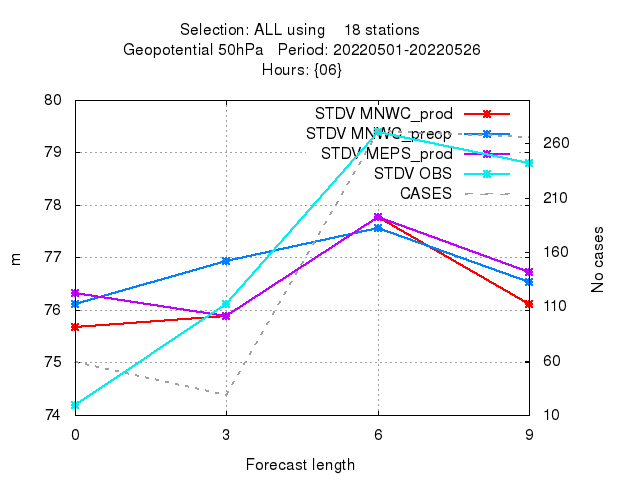 Selection: ALL using    18 stations
Geopotential 50hPa   Period: 20220501-20220526
Hours: {06}
80
79
78
77
76
75
74
m
STDV MNWC_prod
STDV MNWC_preop
STDV MEPS_prod
STDV OBS
CASES
260
210
160
110
60
10
No cases
0
3
6
9
Forecast length